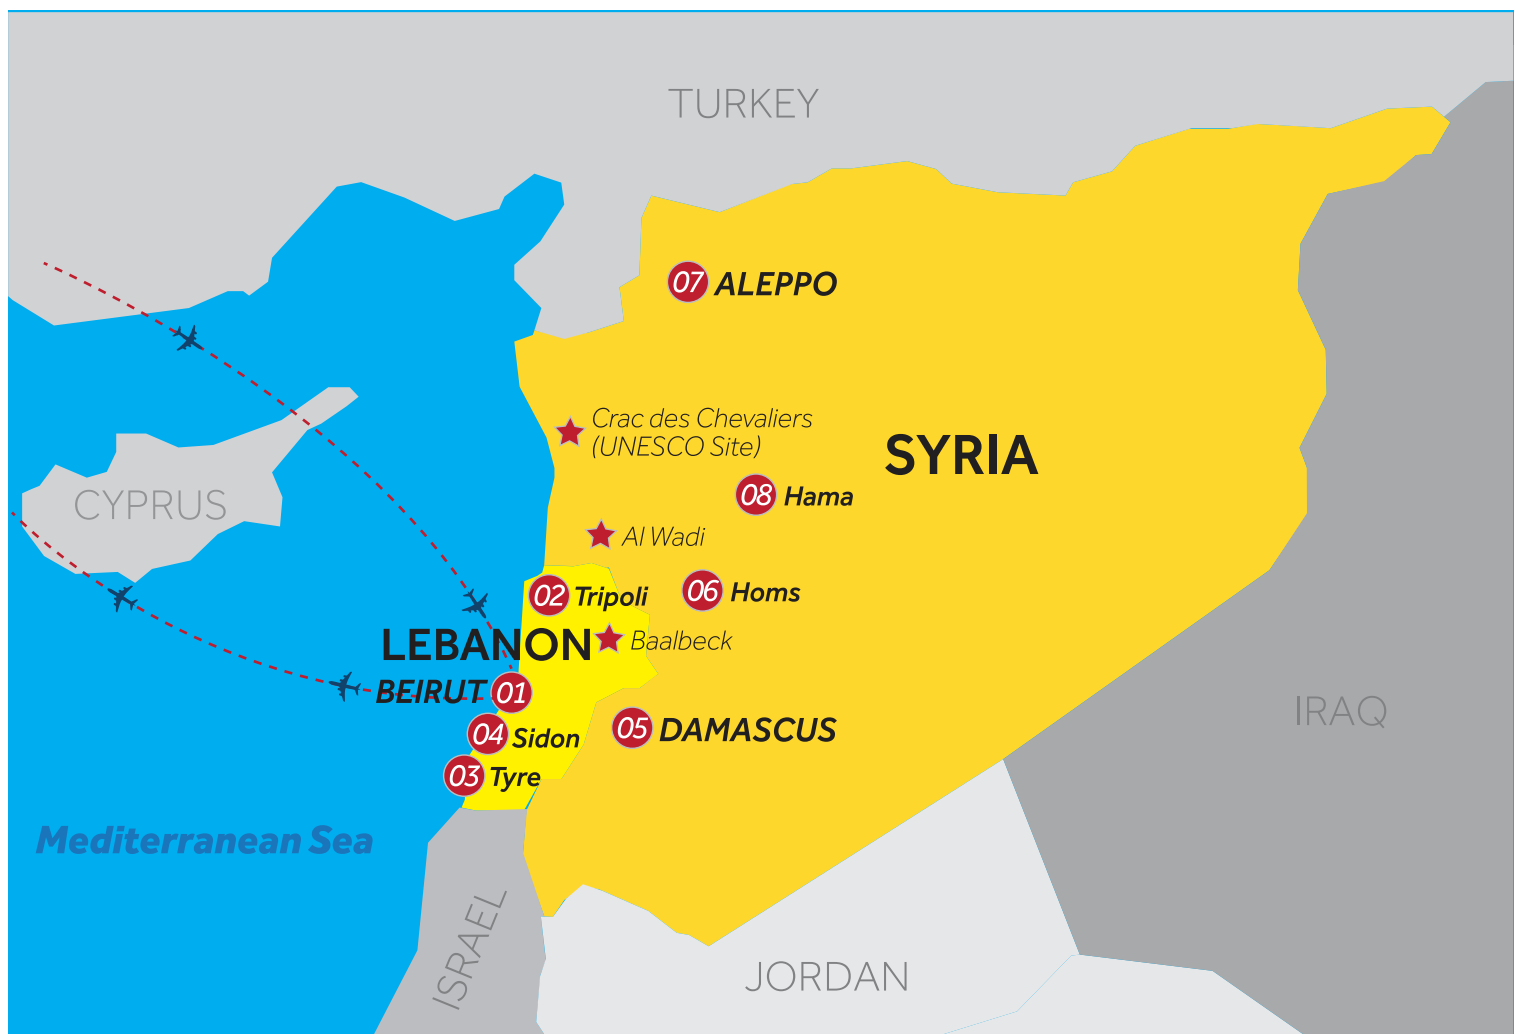 TURKEY
07 ALEPPO
Crac des Chevaliers
(UNESCO Site)
SYRIA
CYPRUS
08 Hama
Al Wadi
02 Tripoli
06 Homs
LEBANON
Baalbeck
BEIRUT 01
IRAQ
04 Sidon
05 DAMASCUS
03 Tyre
Mediterranean Sea
ISRAEL
JORDAN